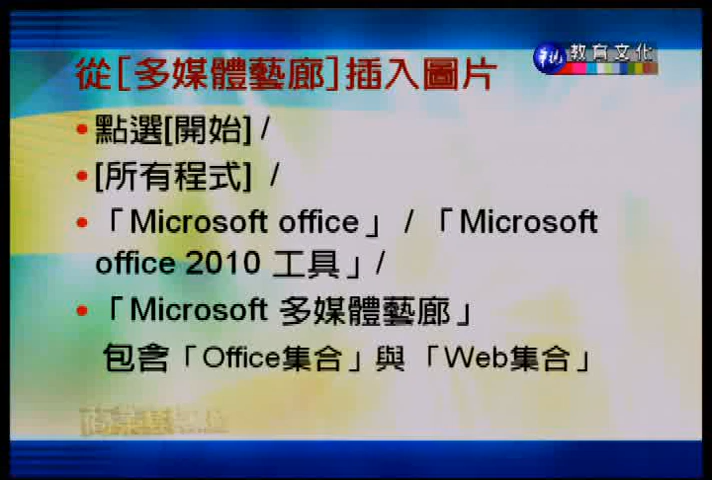 從[多媒體藝廊]插入圖片
教育文化
•點選[開始] /
•[所有程式] /
•「Microsoft office」 / 「Microsoft
office 2010 工具」/
•「Microsoft 多媒體藝廊」
包含「Office集合」與 「Web集合」